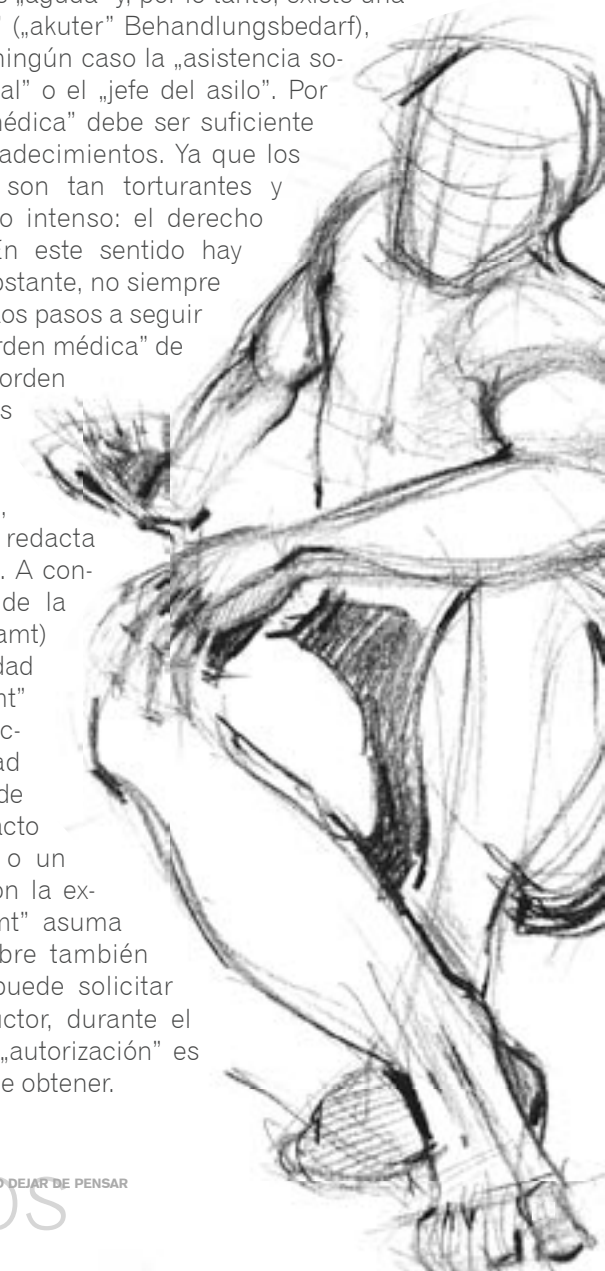 „aguda” y, por lo tanto, existe una
(„akuter” Behandlungsbedarf),
ningún caso la „asistencia so-
al” o el „jefe del asilo”. Por
médica” debe ser suficiente
adecimientos. Ya que los
son tan torturantes y
o intenso: el derecho
En este sentido hay
ostante, no siempre
os pasos a seguir
rden médica” de
orden
s
,
redacta
. A con-
de la
amt)
dad
nt”
c-
ad
de
acto
o un
on la ex-
nt” asuma
bre también
puede solicitar
uctor, durante el
„autorización” es
e obtener.
O DEJAR DE PENSAR
os